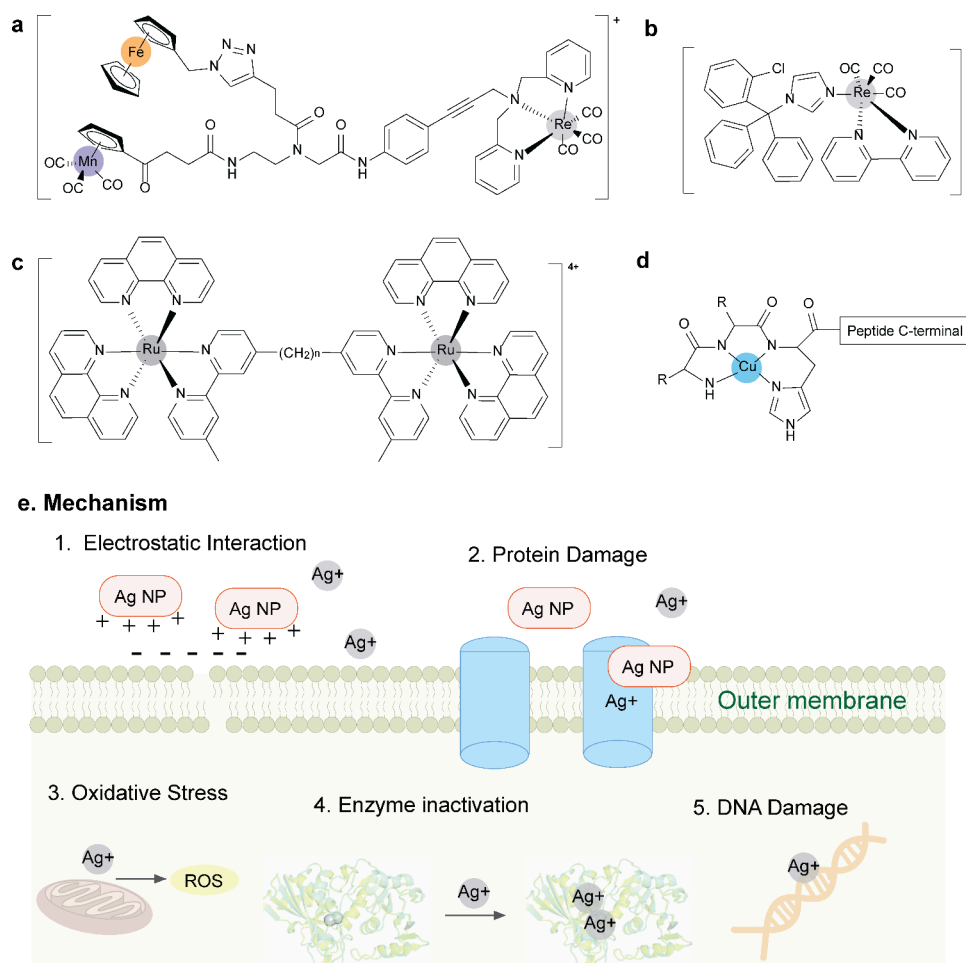 a
+
Fe
N
N
N
O
Mn
OC
OC
CO
O
O
N
H
N
O
N
H
N
N
N
Re
CO
CO
CO
b
Cl
N
N
OC
CO
Re
CO
N
N
c
4+
N
N
N
N
Ru
N
N
(CH2)n
N
N
Ru
N
N
N
N
d
R
O
O
O
N
N
Peptide C-terminal
R
Cu
N
H
N
N
H
e. Mechanism
1. Electrostatic Interaction
2. Protein Damage
Ag+
Ag NP
Ag NP
+ + + +
+ + + +
Ag+
- - - - - -
Ag NP
Ag+
Ag NP
Ag+
Outer membrane
3. Oxidative Stress
4. Enzyme inactivation
5. DNA Damage
Ag+
ROS
Ag+
Ag+
Ag+
Ag+